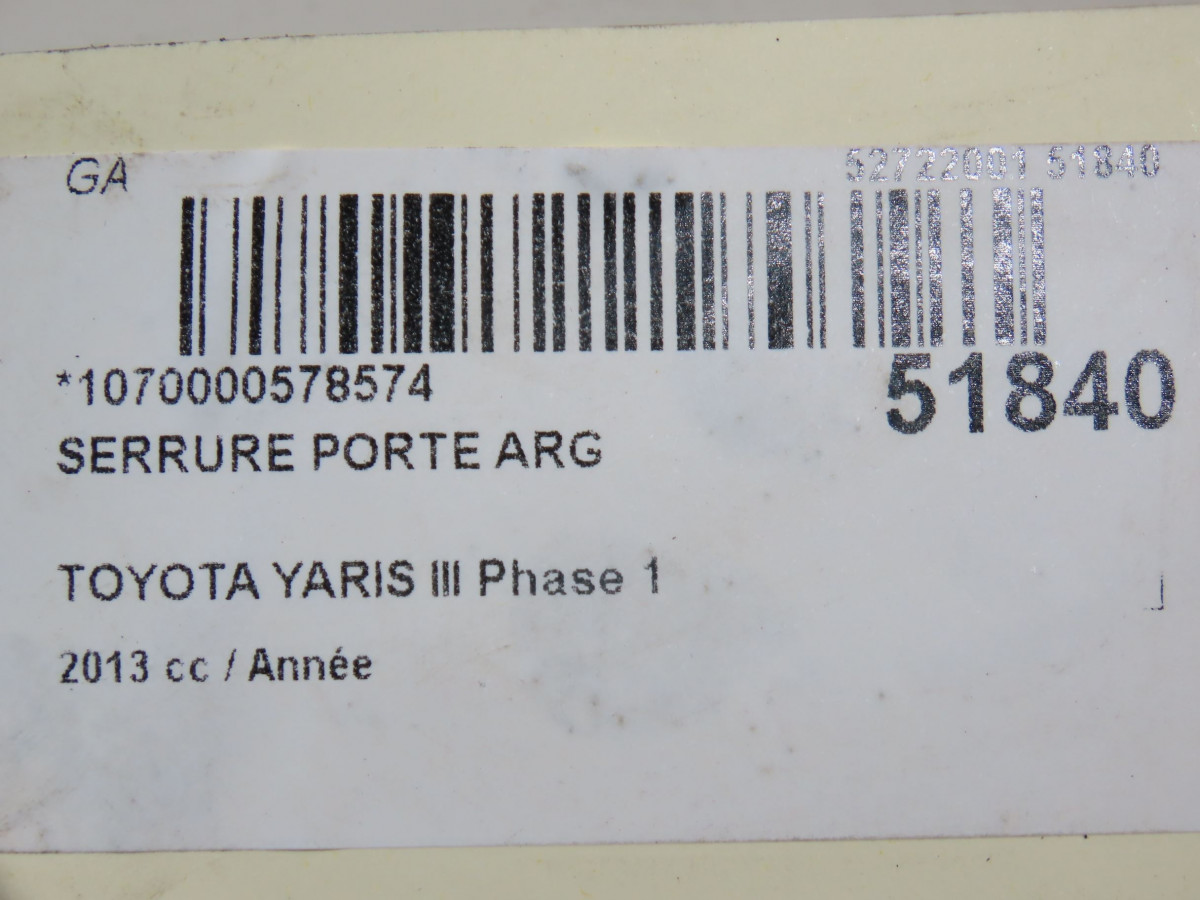 GA
52722001 51840
*1070000578574
51840
SERRURE PORTE ARG
TOYOTA YARIS III Phase 1
2013 cc / Année